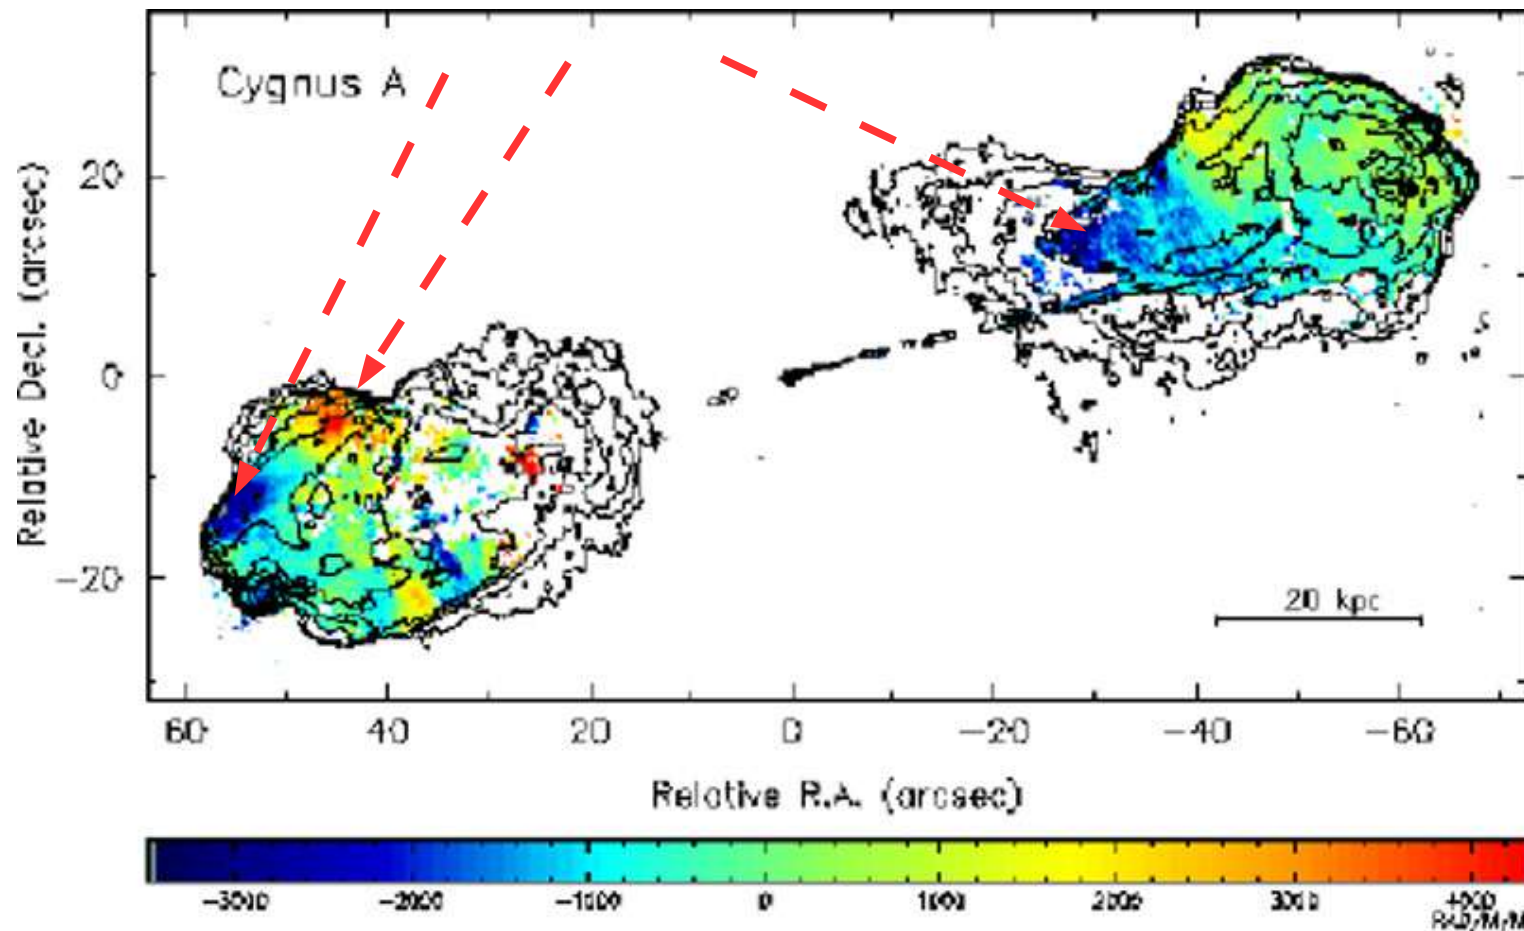 Cygnus A
Relative Decl. (arcsec)
20
0
−20
20 kpc
60 40 20 0 −20 −40 −60
Relative R.A. (arcsec)
−3000 −2000 −1000 0 1000 2000 3000 4000
RAD/M/M